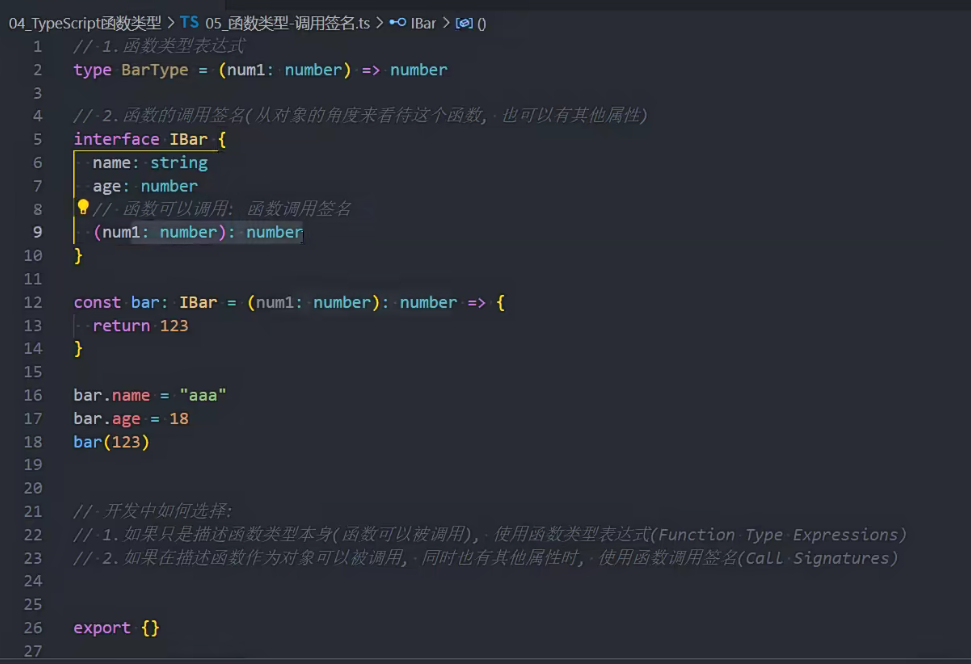 04_TypeScript函数类型 > TS 05_函数类型-调用签名.ts > IBar > ()
1 // 1.函数类型表达式
2 type BarType = (num1: number) => number
3
4 // 2.函数的调用签名(从对象的角度来看待这个函数, 也可以有其他属性)
5 interface IBar {
6 name: string
7 age: number
8 // 函数可以调用: 函数调用签名
9 (num1: number): number
10 }
11
12 const bar: IBar = (num1: number): number => {
13 return 123
14 }
15
16 bar.name = "aaa"
17 bar.age = 18
18 bar(123)
19
20
21 // 开发中如何选择:
22 // 1.如果只是描述函数类型本身(函数可以被调用), 使用函数类型表达式(Function Type Expressions)
23 // 2.如果在描述函数作为对象可以被调用, 同时也有其他属性时, 使用函数调用签名(Call Signatures)
24
25
26 export {}
27